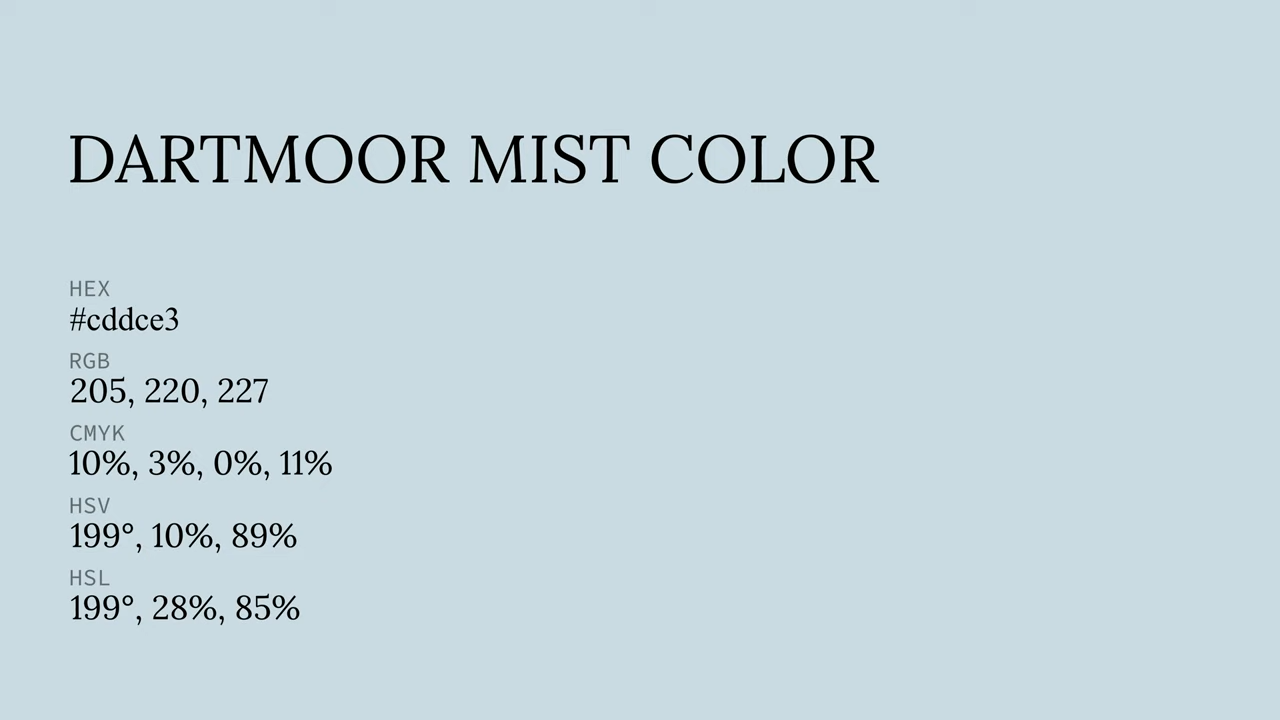 DARTMOOR MIST COLOR
HEX
#cddce3
RGB
205, 220, 227
CMYK
10%, 3%, 0%, 11%
HSV
199°, 10%, 89%
HSL
199°, 28%, 85%